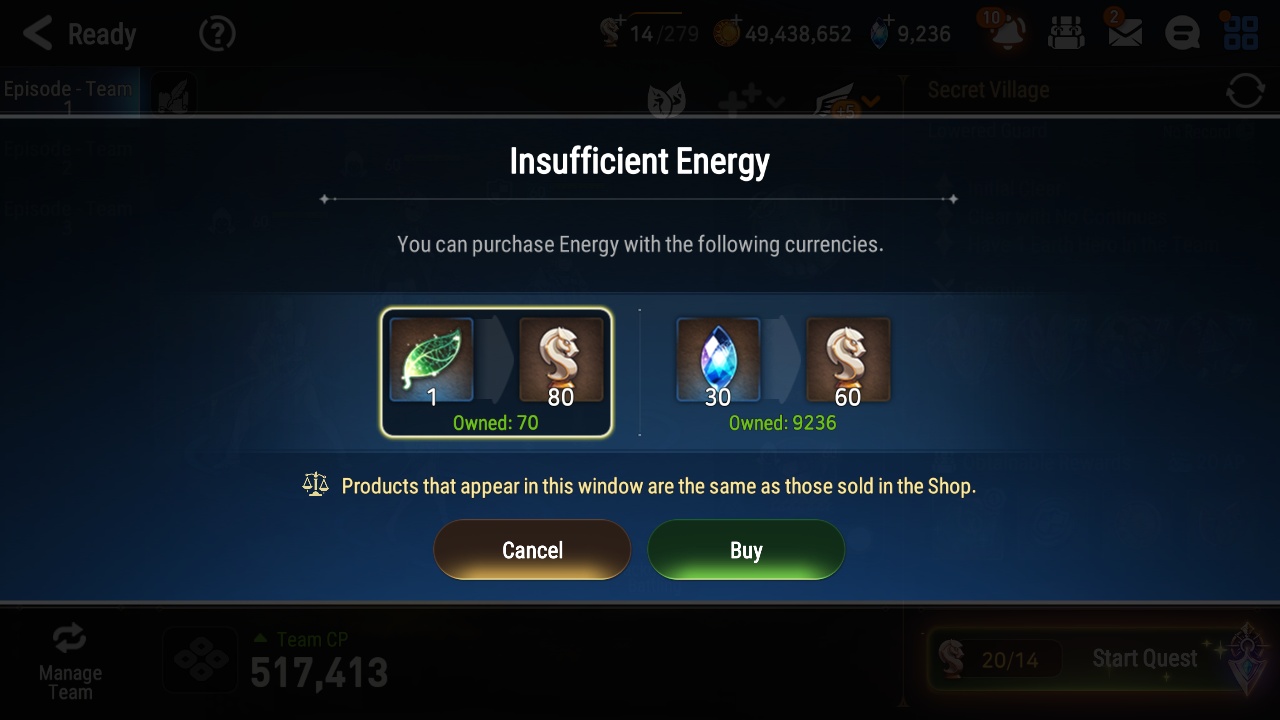 Ready
14/279
49,438,652
9,236
10
2
Episode - Team
1
+5
Secret Village
Insufficient Energy
You can purchase Energy with the following currencies.
1
80
Owned: 70
30
60
Owned: 9236
Products that appear in this window are the same as those sold in the Shop.
Cancel
Buy
Manage
Team
Team CP
517,413
20/14
Start Quest